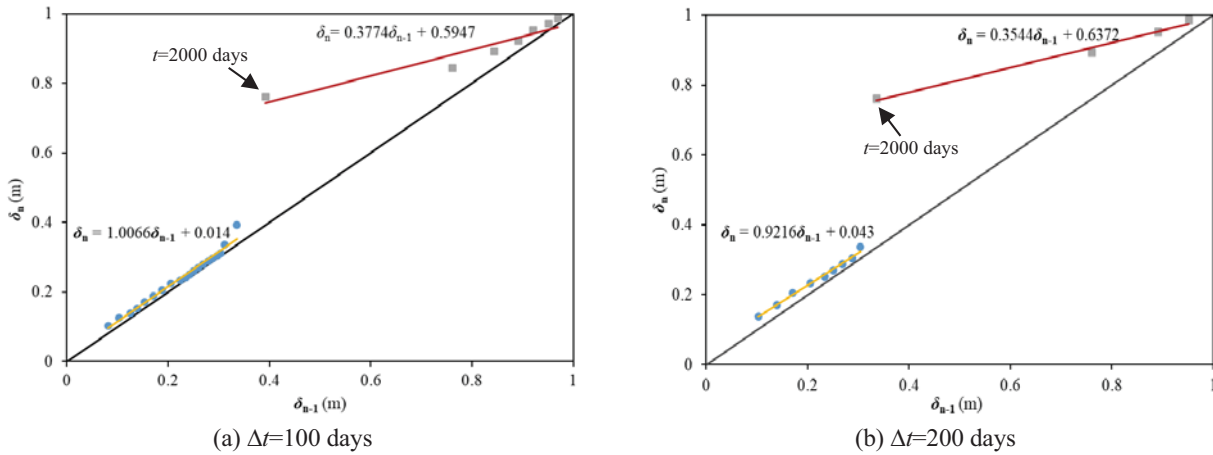 1
0.8
0.6
0.4
0.2
0
δn (m)
δn = 0.3774δn-1 + 0.5947
t=2000 days
δn = 1.0066δn-1 + 0.014
0 0.2 0.4 0.6 0.8 1
δn-1 (m)
(a) Δt=100 days
1
0.8
0.6
0.4
0.2
0
δn (m)
δn = 0.3544δn-1 + 0.6372
t=2000 days
δn = 0.9216δn-1 + 0.043
0 0.2 0.4 0.6 0.8 1
δn-1 (m)
(b) Δt=200 days